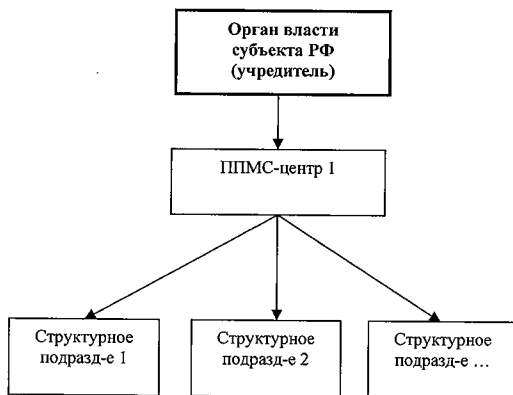 Орган власти
субъекта РФ
(учредитель)
ППМС-центр 1
Структурное
подразд-е 1
Структурное
подразд-е 2
Структурное
подразд-е ...